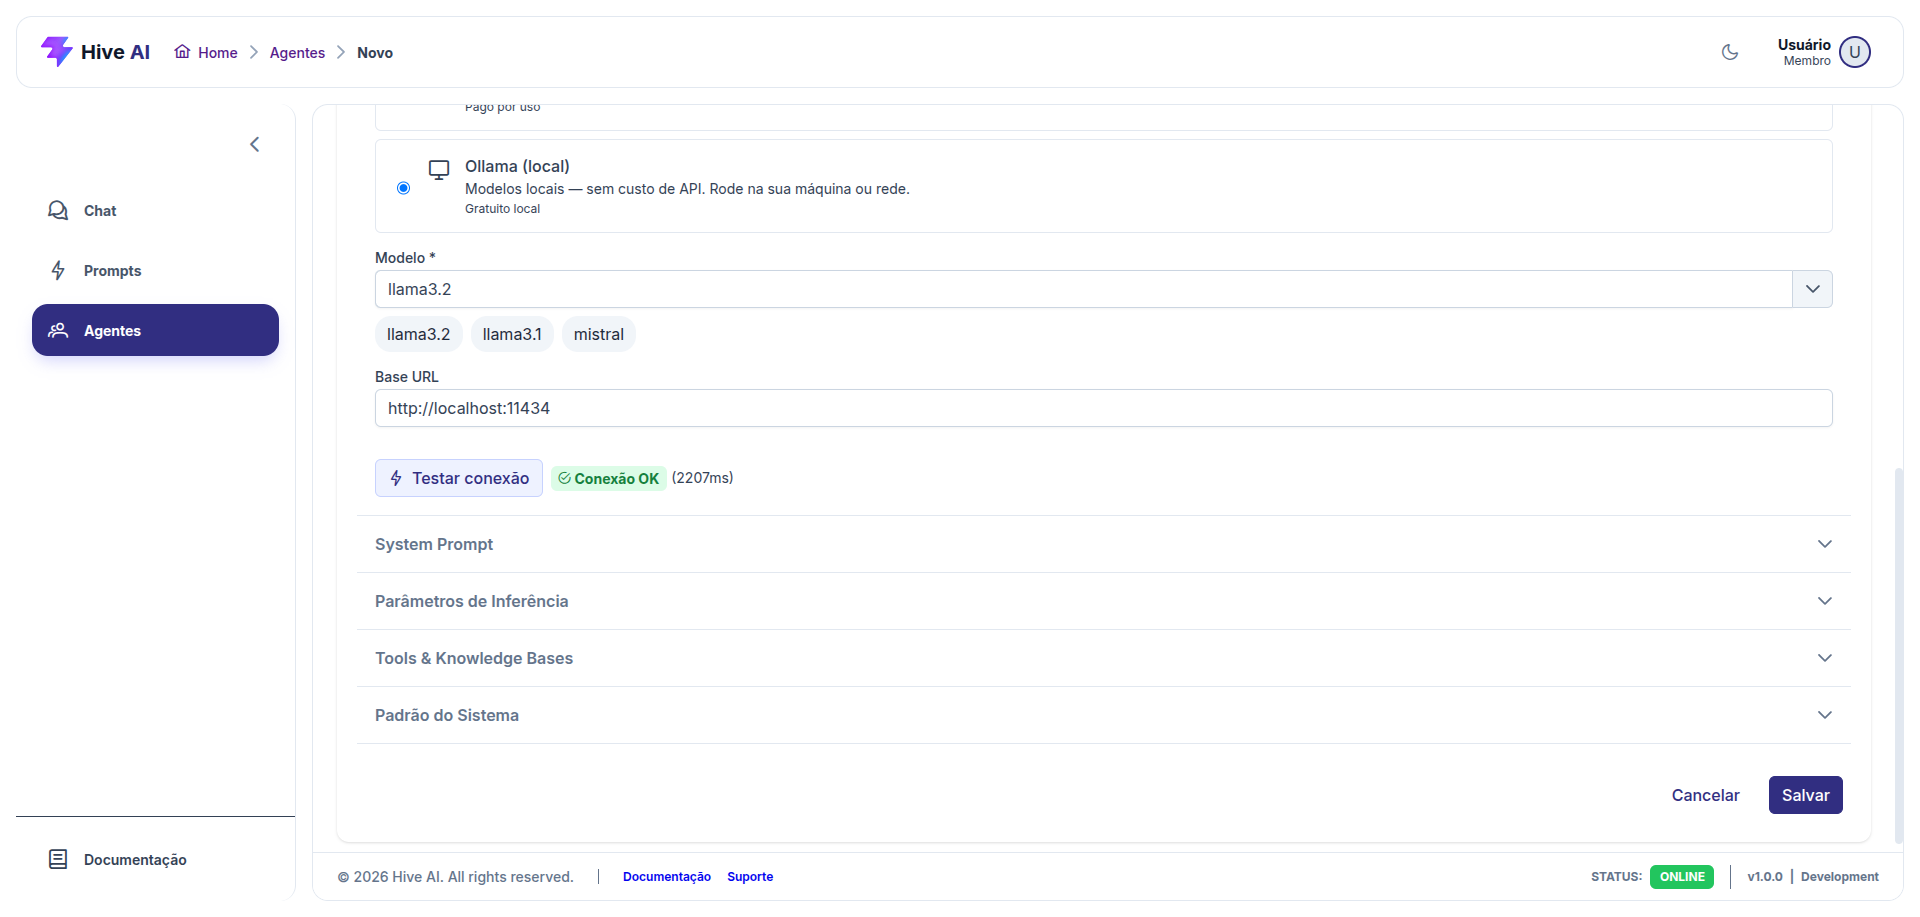 Hive AI
Home
Agentes
Novo
Usuário
Membro
U
Chat
Prompts
Agentes
Documentação
Pago por uso
Ollama (local)
Modelos locais — sem custo de API. Rode na sua máquina ou rede.
Gratuito local
Modelo *
llama3.2
llama3.2 llama3.1 mistral
Base URL
http://localhost:11434
Testar conexão Conexão OK (2207ms)
System Prompt
Parâmetros de Inferência
Tools & Knowledge Bases
Padrão do Sistema
Cancelar Salvar
© 2026 Hive AI. All rights reserved. | Documentação Suporte
STATUS: ONLINE | v1.0.0 | Development